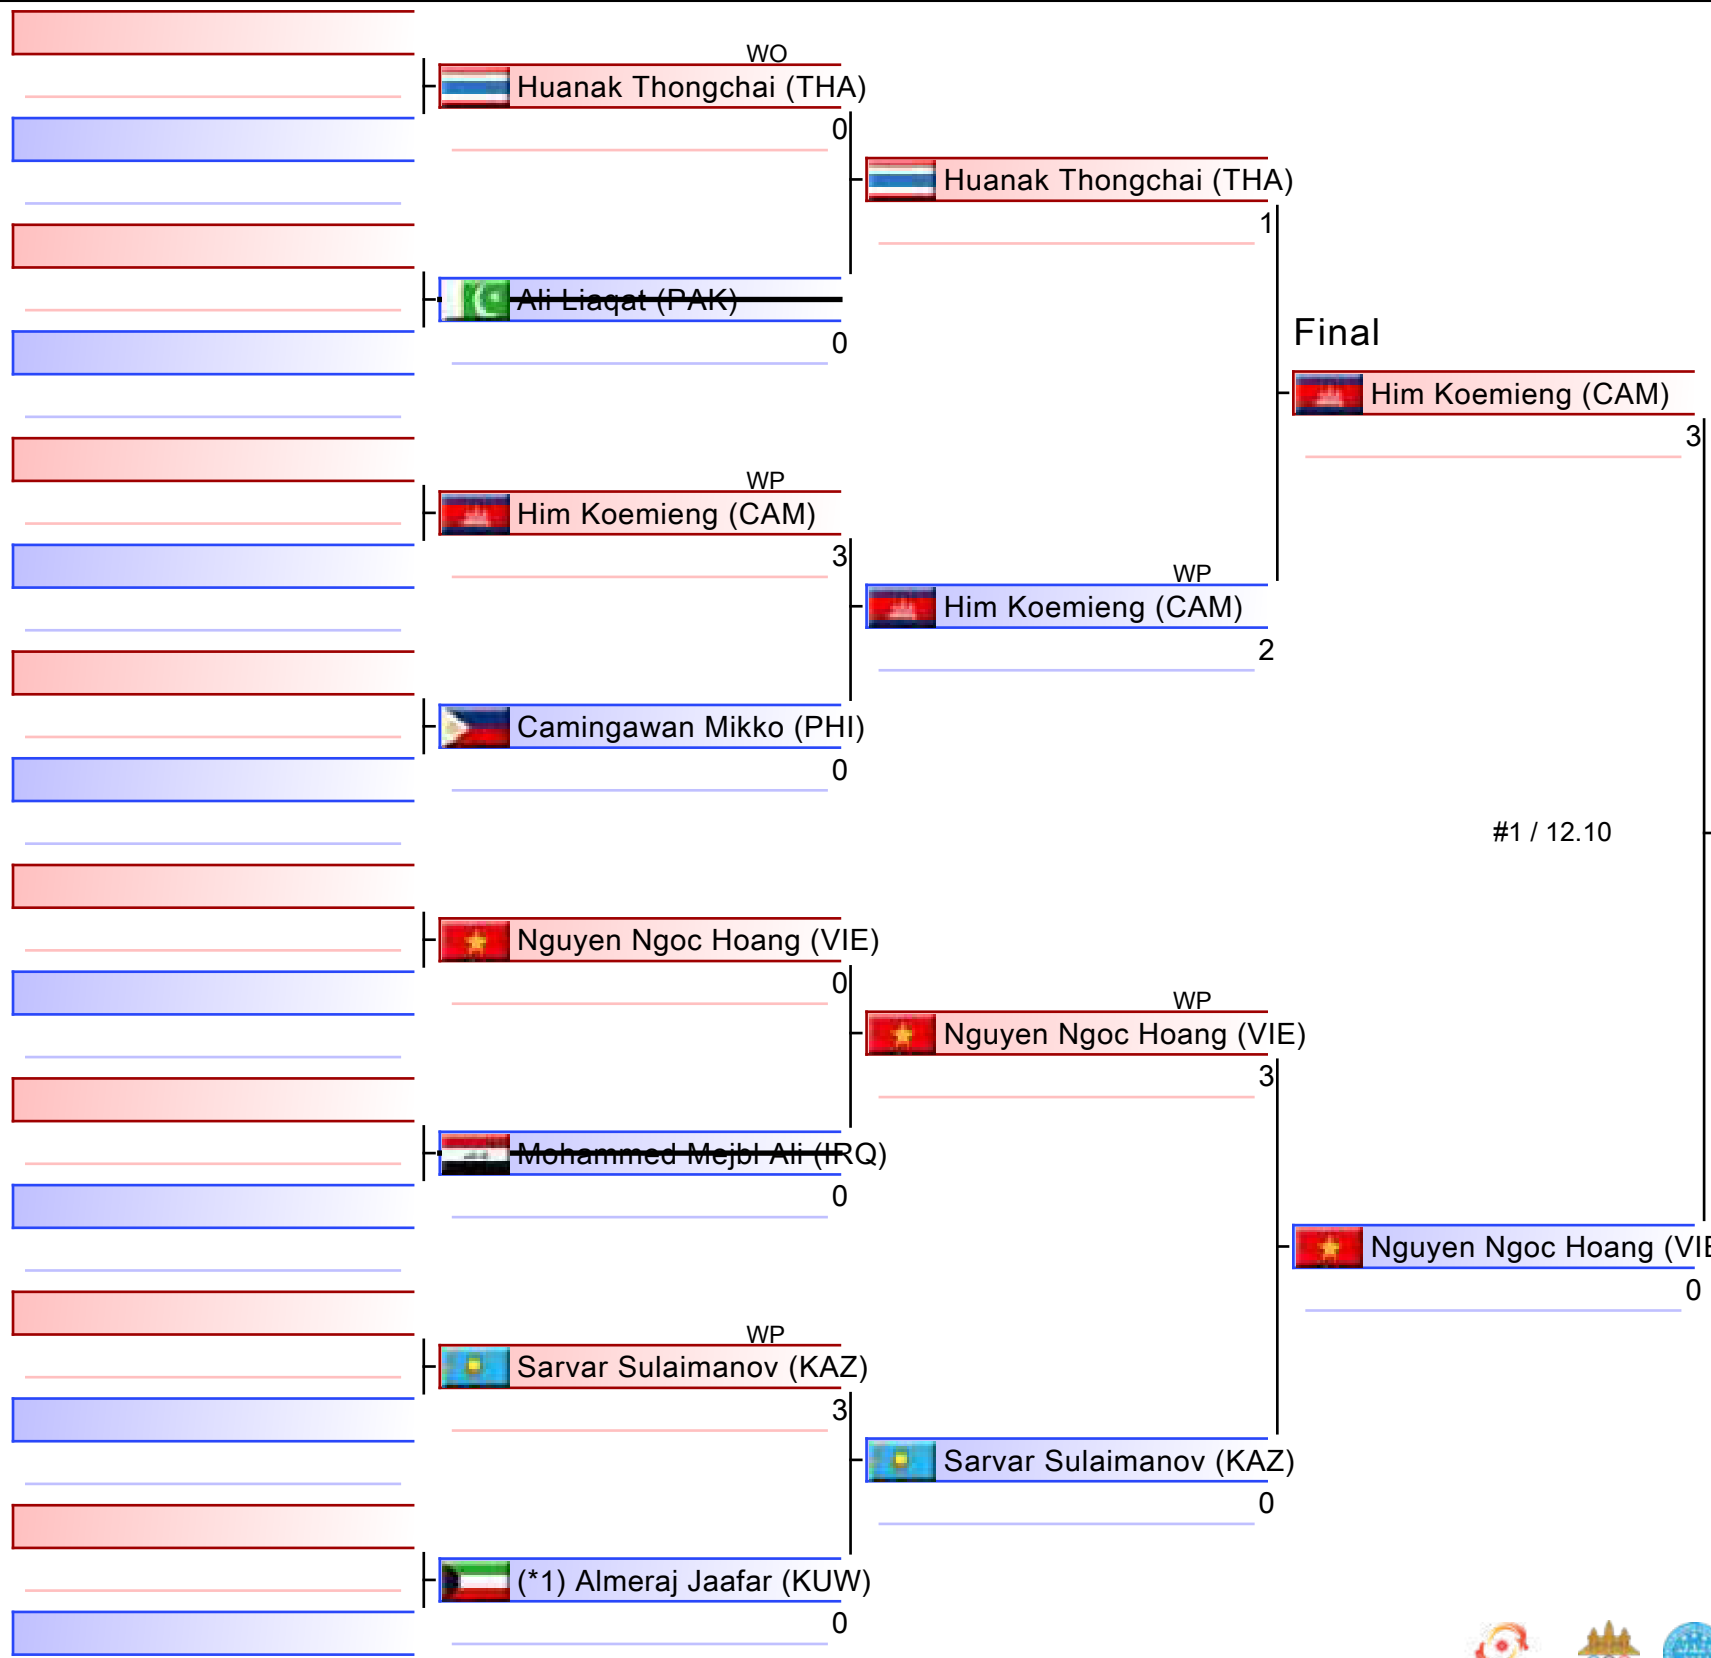 WO
Huanak Thongchai (THA)
0
Huanak Thongchai (THA)
1
Ali Liaqat (PAK)
0
Final
Him Koemieng (CAM)
3
WP
Him Koemieng (CAM)
3
WP
Him Koemieng (CAM)
2
Camingawan Mikko (PHI)
0
#1 / 12.10
Nguyen Ngoc Hoang (VIE)
0
WP
Nguyen Ngoc Hoang (VIE)
3
Mohammed Mejbl Ali (IRQ)
0
Nguyen Ngoc Hoang (VIE
0
WP
Sarvar Sulaimanov (KAZ)
3
Sarvar Sulaimanov (KAZ)
0
(*1) Almeraj Jaafar (KUW)
0